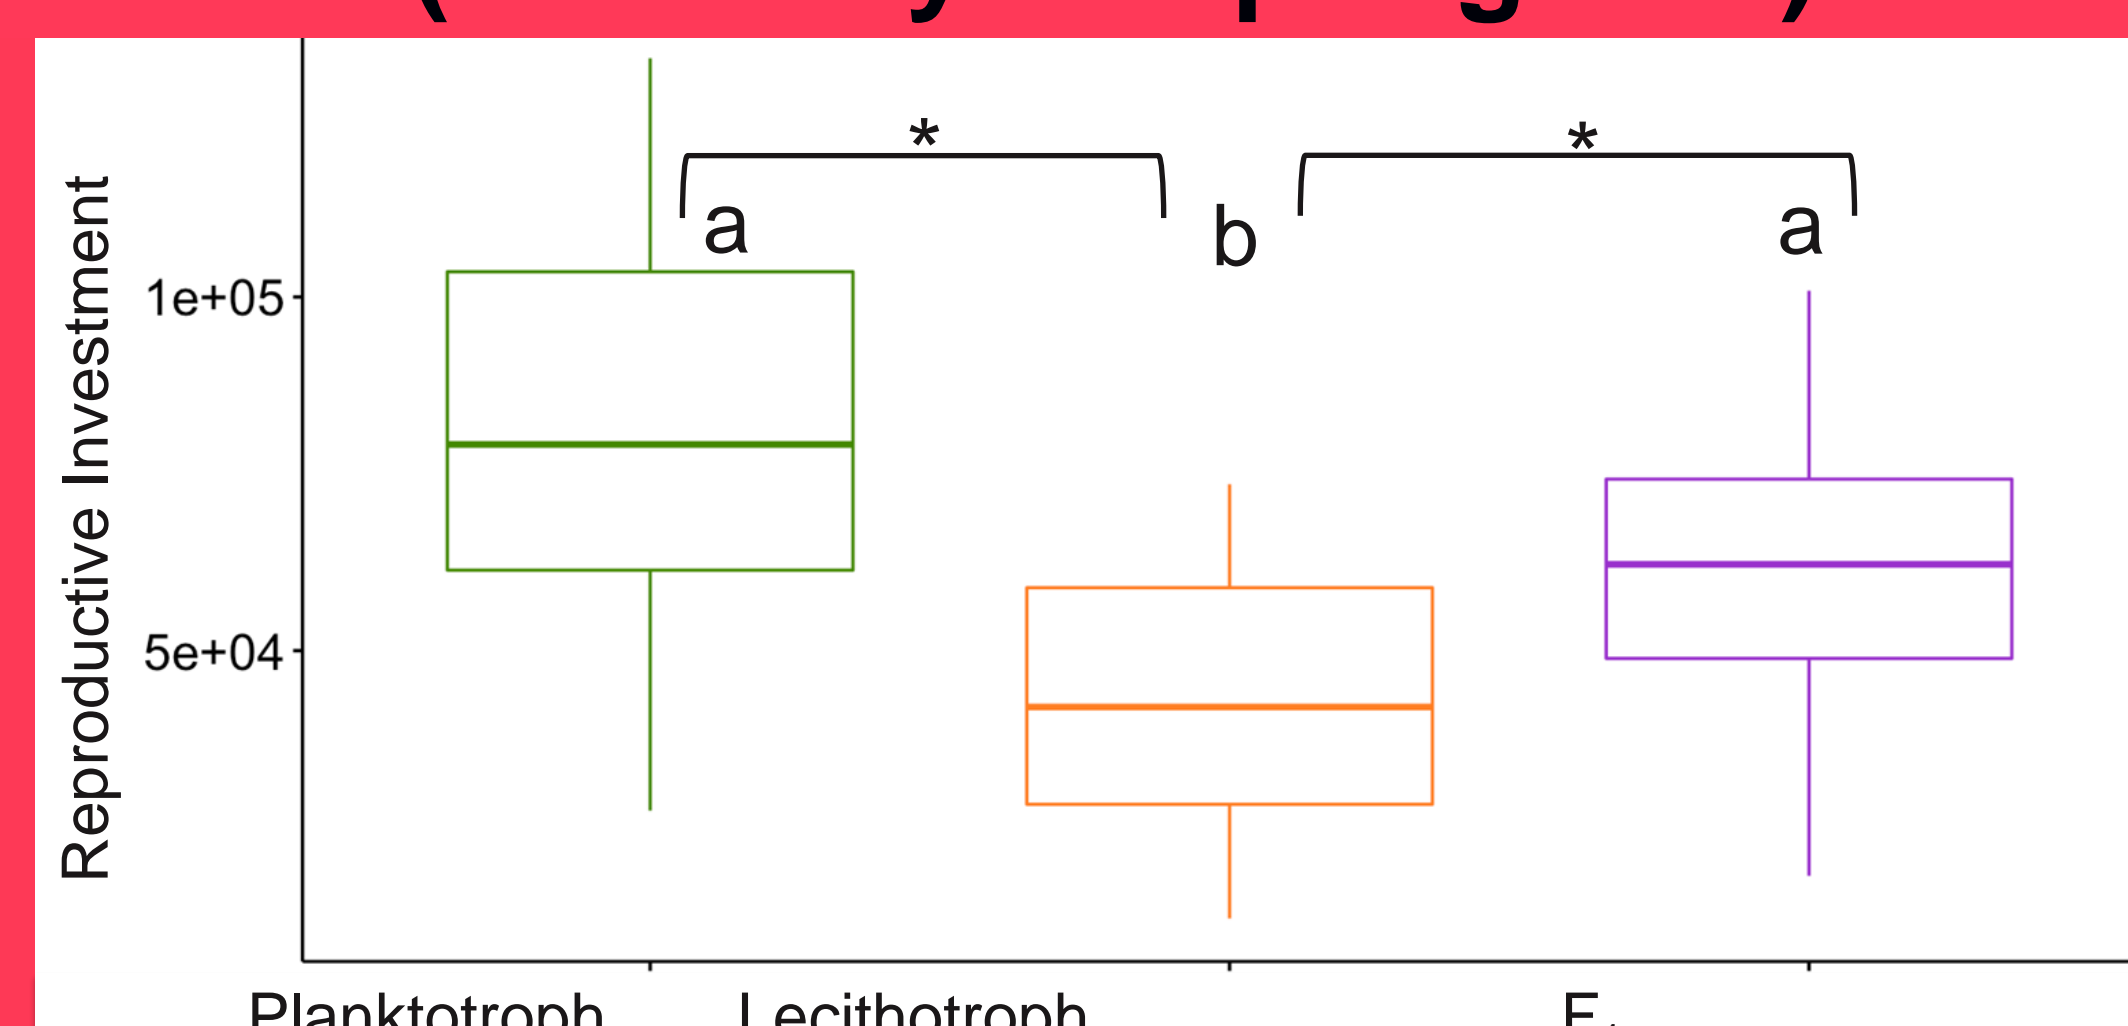 *
*
a
b
a
1e+05
5e+04
Reproductive Investment
Planktotroph Lecithotroph F